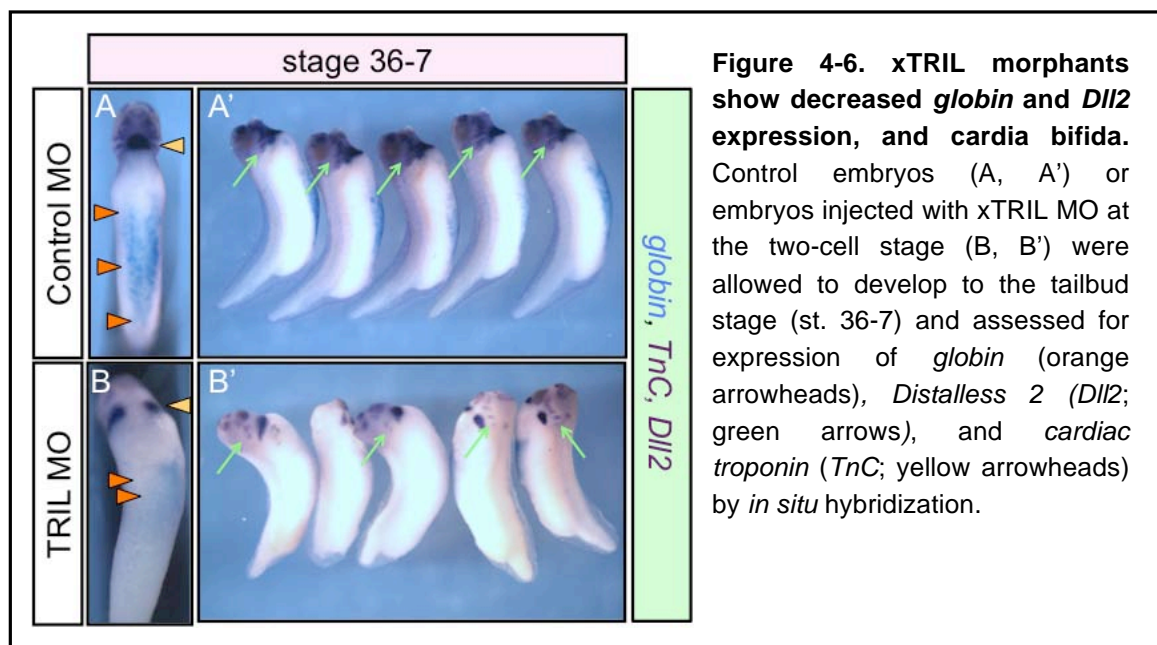 stage 36-7
Control MO
A
A'
TRIL MO
B
B'
globin, TnC, Dll2
Figure 4-6. xTRIL morphants
show decreased globin and Dll2
expression, and cardia bifida.
Control embryos (A, A’) or
embryos injected with xTRIL MO at
the two-cell stage (B, B’) were
allowed to develop to the tailbud
stage (st. 36-7) and assessed for
expression of globin (orange
arrowheads), Distalless 2 (Dll2;
green arrows), and cardiac
troponin (TnC; yellow arrowheads)
by in situ hybridization.